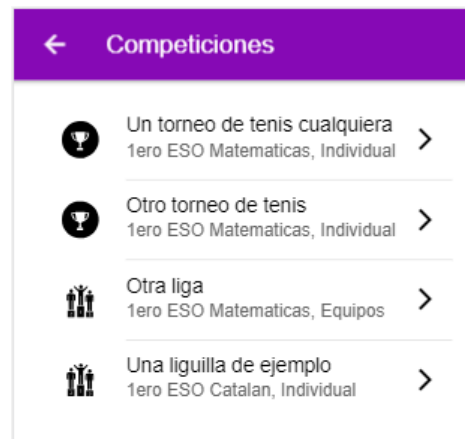 Competiciones
Un torneo de tenis cualquiera
1ero ESO Matematicas, Individual
Otro torneo de tenis
1ero ESO Matematicas, Individual
Otra liga
1ero ESO Matematicas, Equipos
Una liguilla de ejemplo
1ero ESO Catalan, Individual